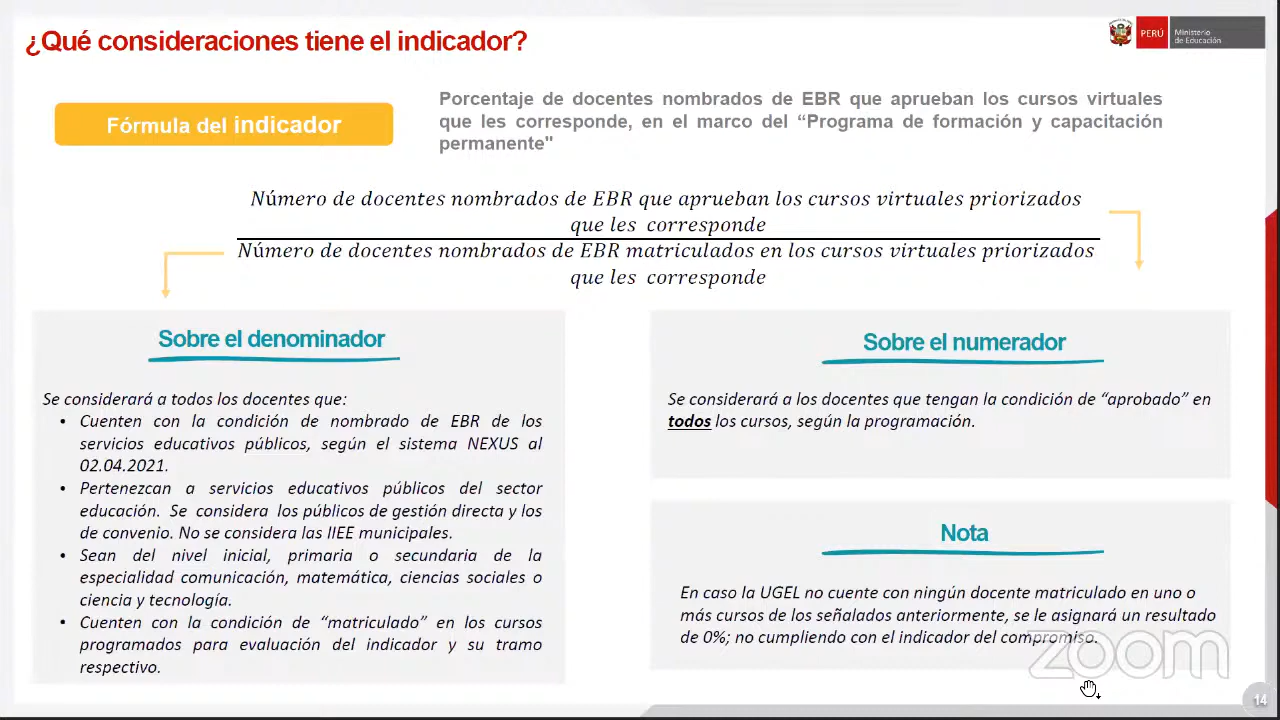 ¿Qué consideraciones tiene el indicador?
PERÚ
Ministerio
de Educación
Fórmula del indicador
Porcentaje de docentes nombrados de EBR que aprueban los cursos virtuales
que les corresponde, en el marco del “Programa de formación y capacitación
permanente"
Número de docentes nombrados de EBR que aprueban los cursos virtuales priorizados
que les corresponde
Número de docentes nombrados de EBR matriculados en los cursos virtuales priorizados
que les corresponde
Sobre el denominador
Se considerará a todos los docentes que:
• Cuenten con la condición de nombrado de EBR de los
servicios educativos públicos, según el sistema NEXUS al
02.04.2021.
• Pertenezcan a servicios educativos públicos del sector
educación. Se considera los públicos de gestión directa y los
de convenio. No se considera las IIEE municipales.
• Sean del nivel inicial, primaria o secundaria de la
especialidad comunicación, matemática, ciencias sociales o
ciencia y tecnología.
• Cuenten con la condición de “matriculado” en los cursos
programados para evaluación del indicador y su tramo
respectivo.
Sobre el numerador
Se considerará a los docentes que tengan la condición de “aprobado” en
todos los cursos, según la programación.
Nota
En caso la UGEL no cuente con ningún docente matriculado en uno o
más cursos de los señalados anteriormente, se le asignará un resultado
de 0%; no cumpliendo con el indicador del compromiso.
zoom
14